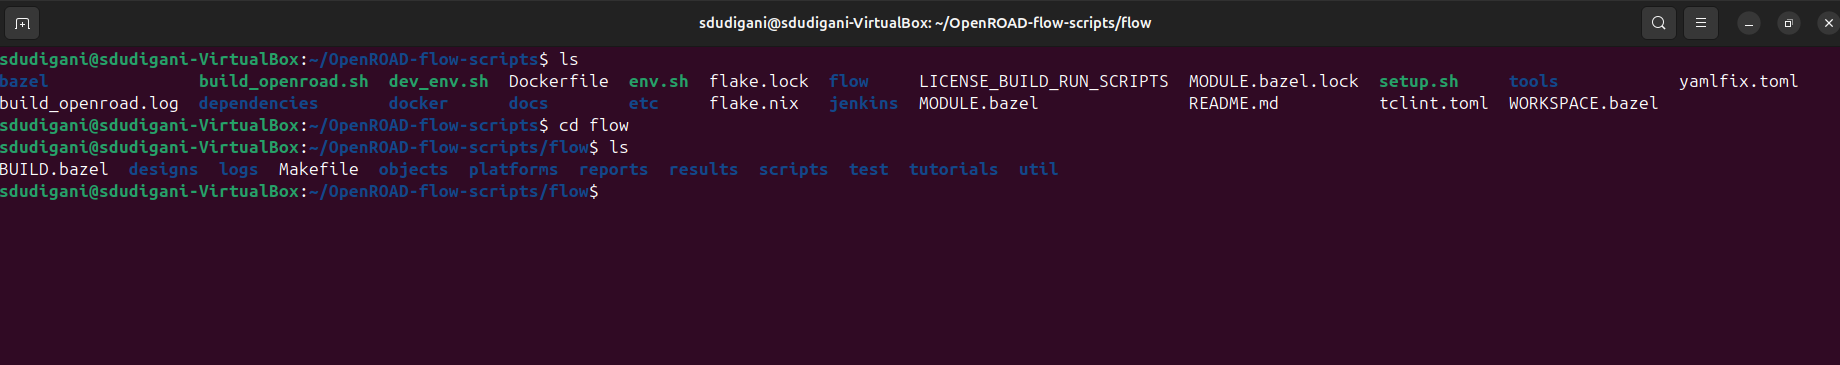 sdudigani@sdudigani-VirtualBox: ~/OpenROAD-flow-scripts/flow
sdudigani@sdudigani-VirtualBox:~/OpenROAD-flow-scripts$ ls
bazel build_openroad.sh dev_env.sh Dockerfile env.sh flake.lock flow LICENSE_BUILD_RUN_SCRIPTS MODULE.bazel.lock setup.sh tools yamlfix.toml
build_openroad.log dependencies docker docs etc flake.nix jenkins MODULE.bazel README.md tclint.toml WORKSPACE.bazel
sdudigani@sdudigani-VirtualBox:~/OpenROAD-flow-scripts$ cd flow
sdudigani@sdudigani-VirtualBox:~/OpenROAD-flow-scripts/flow$ ls
BUILD.bazel designs logs Makefile objects platforms reports results scripts test tutorials util
sdudigani@sdudigani-VirtualBox:~/OpenROAD-flow-scripts/flow$